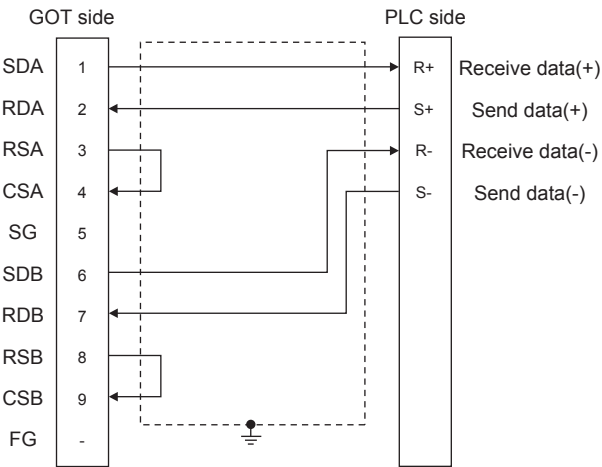 GOT side PLC side
SDA 1 R+ Receive data(+)
RDA 2 S+ Send data(+)
RSA 3 R- Receive data(-)
CSA 4 S- Send data(-)
SG 5
SDB 6
RDB 7
RSB 8
CSB 9
FG -